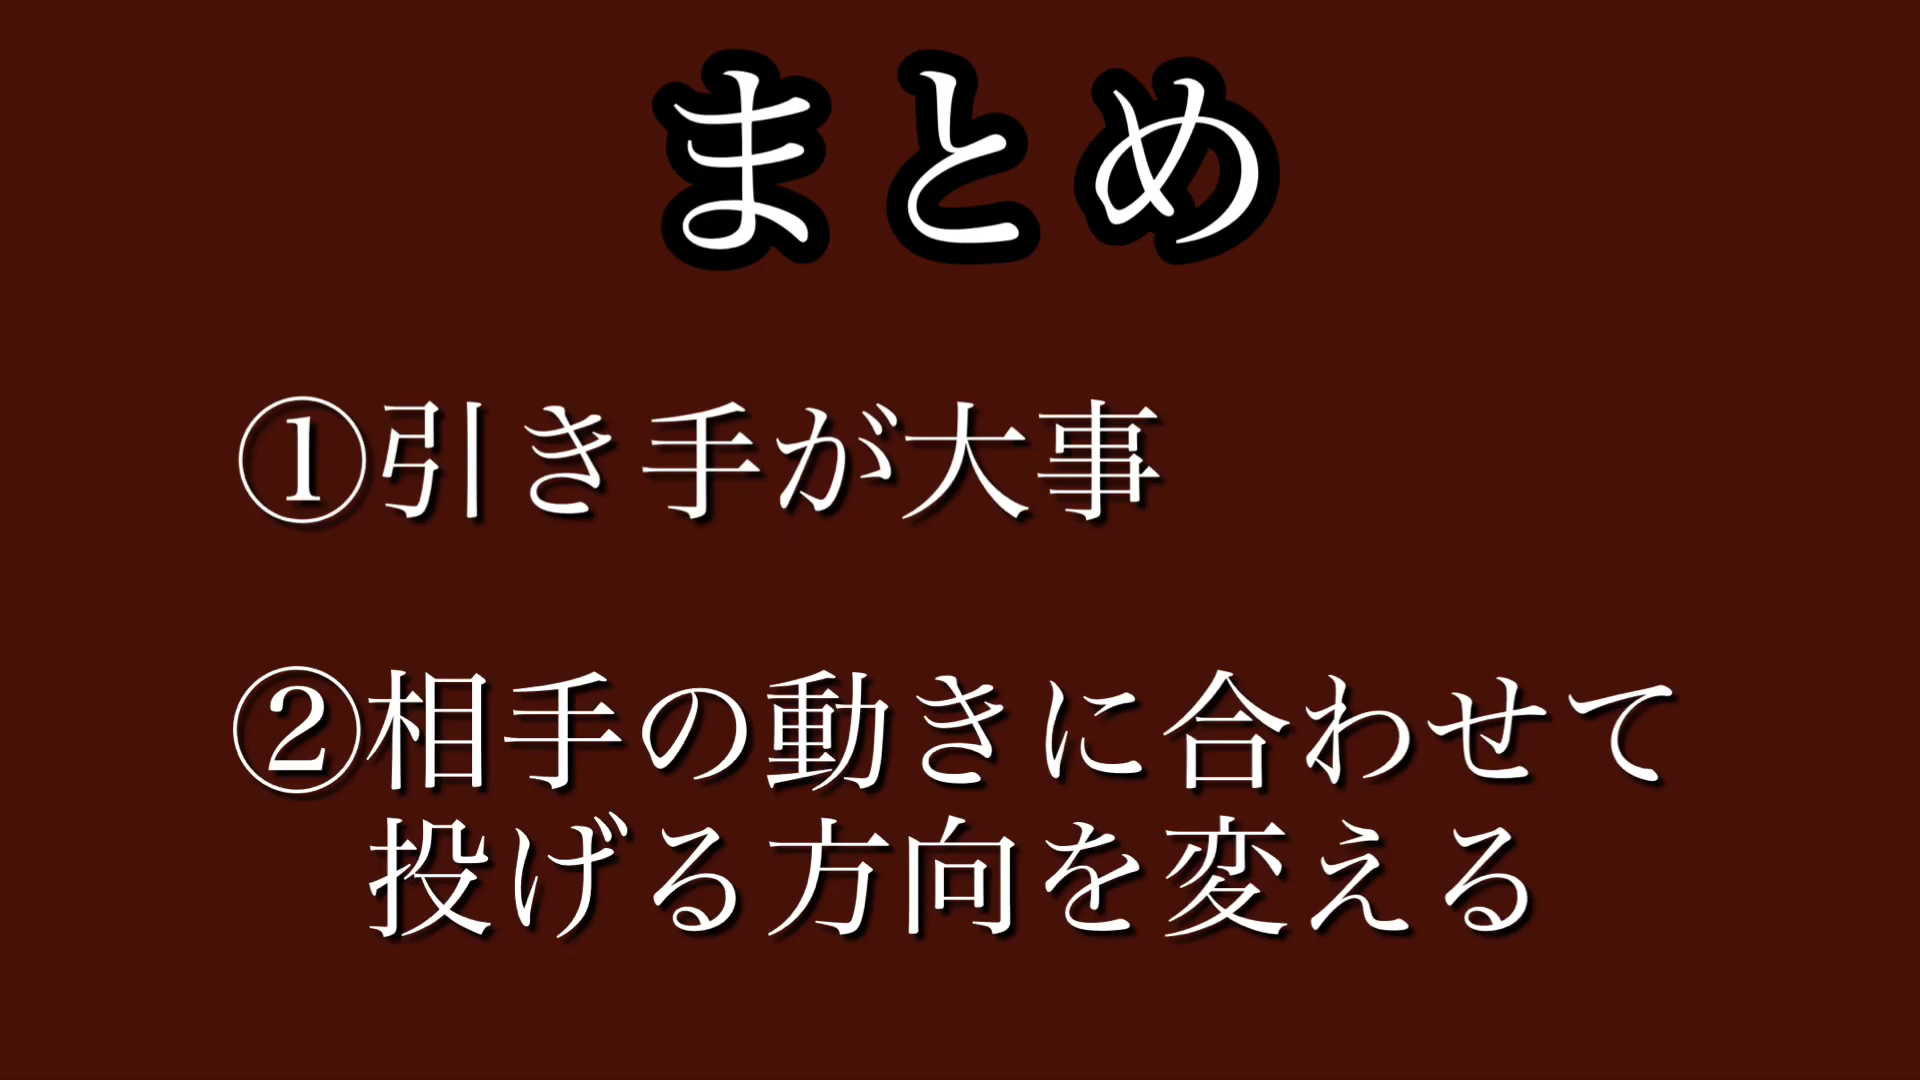 まとめ
①引き手が大事
②相手の動きに合わせて
投げる方向を変える